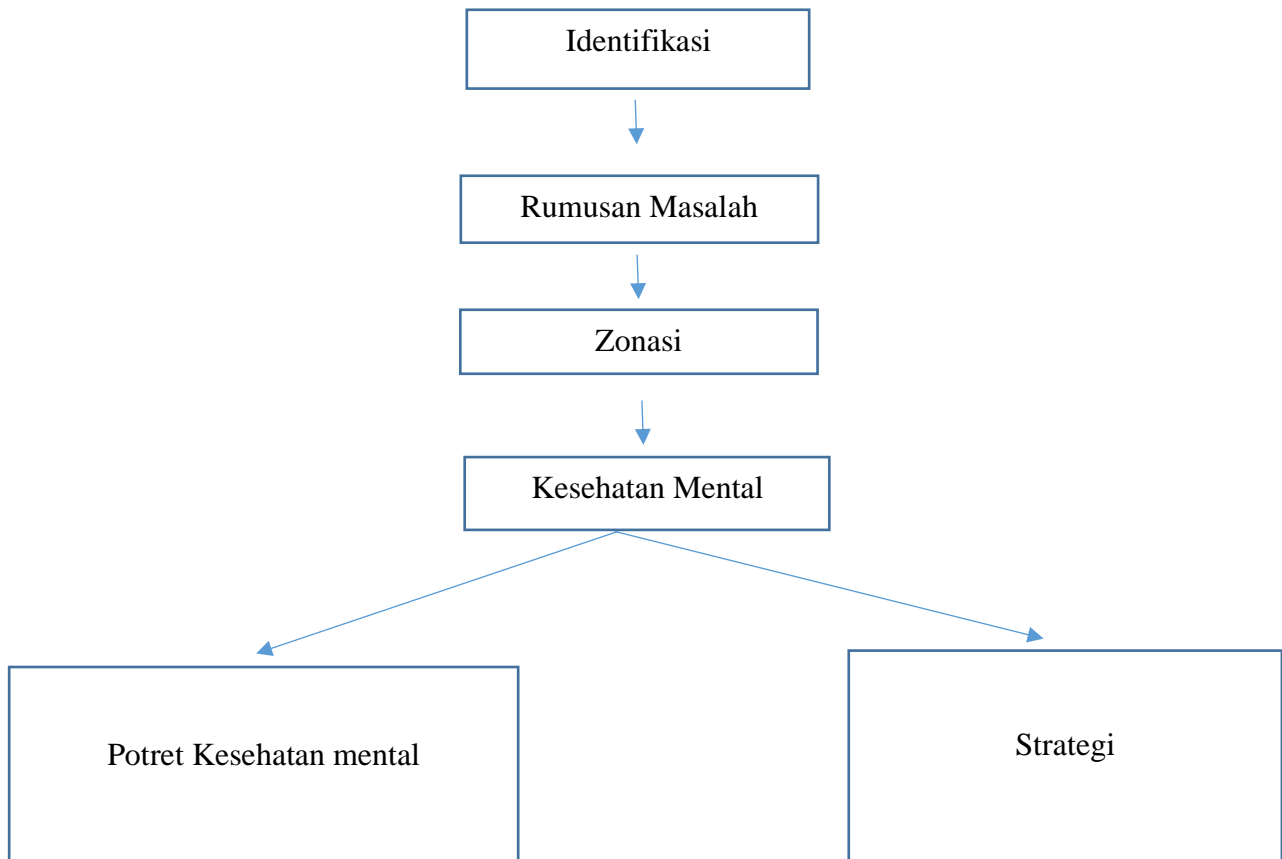 Identifikasi
Rumusan Masalah
Zonasi
Kesehatan Mental
Potret Kesehatan mental
Strategi